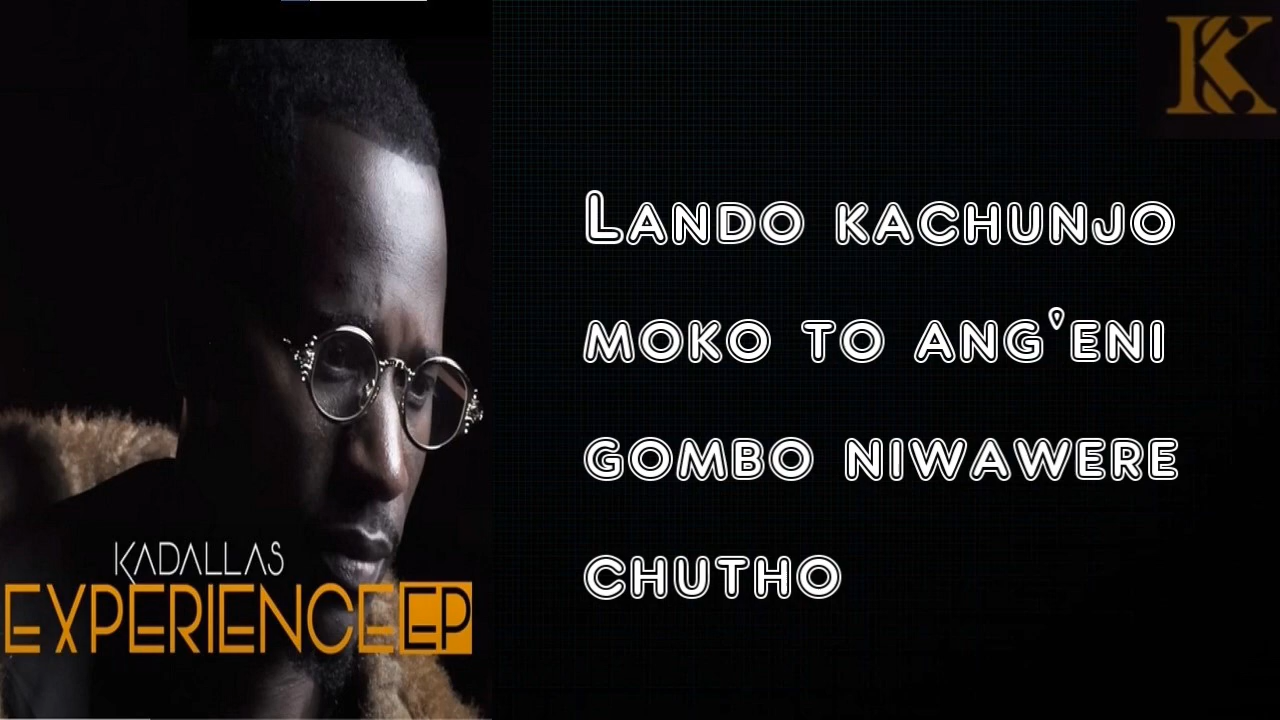 K
KADALLAS
EXPERIENCE EP
LANDO KACHUNJO
MOKO TO ANG'ENI
GOMBO NIWAWERE
CHUTHO